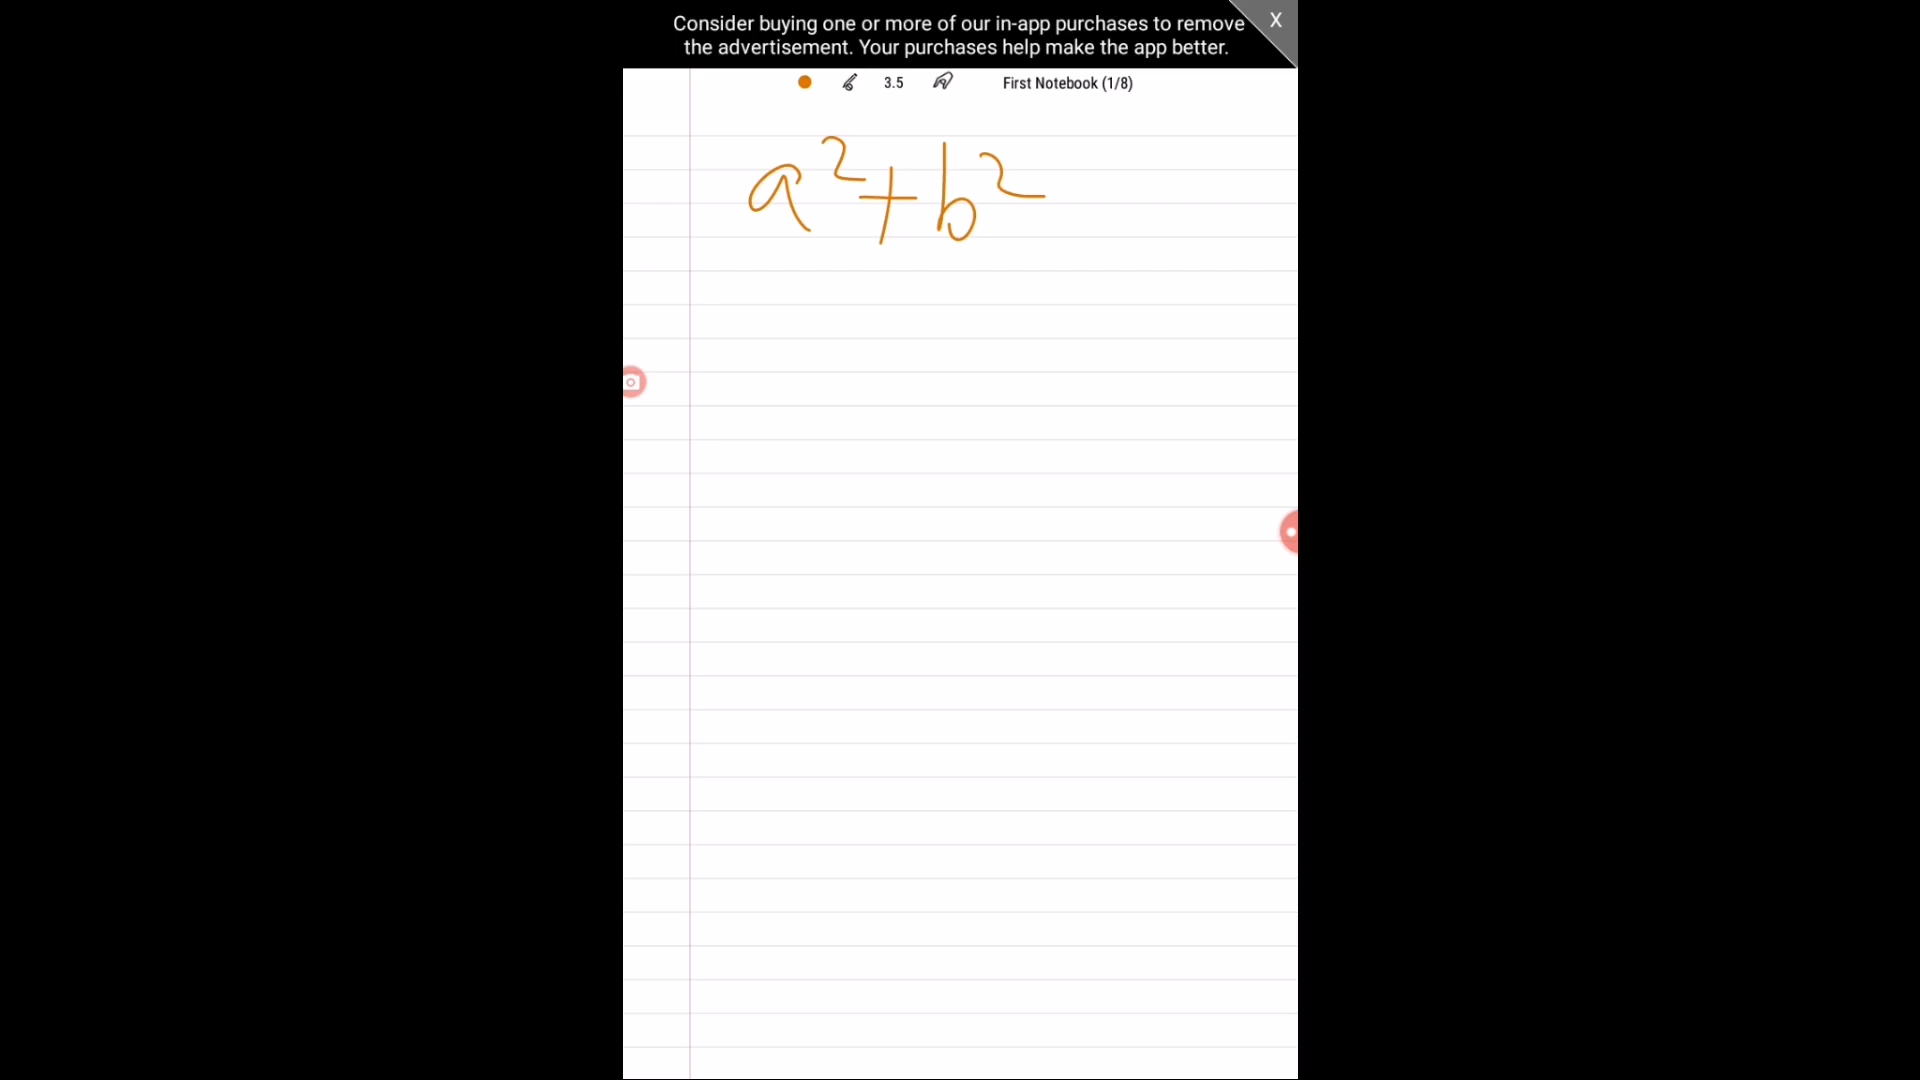 Consider buying one or more of our in-app purchases to remove
the advertisement. Your purchases help make the app better.
X
3.5
First Notebook (1/8)
a²+b²